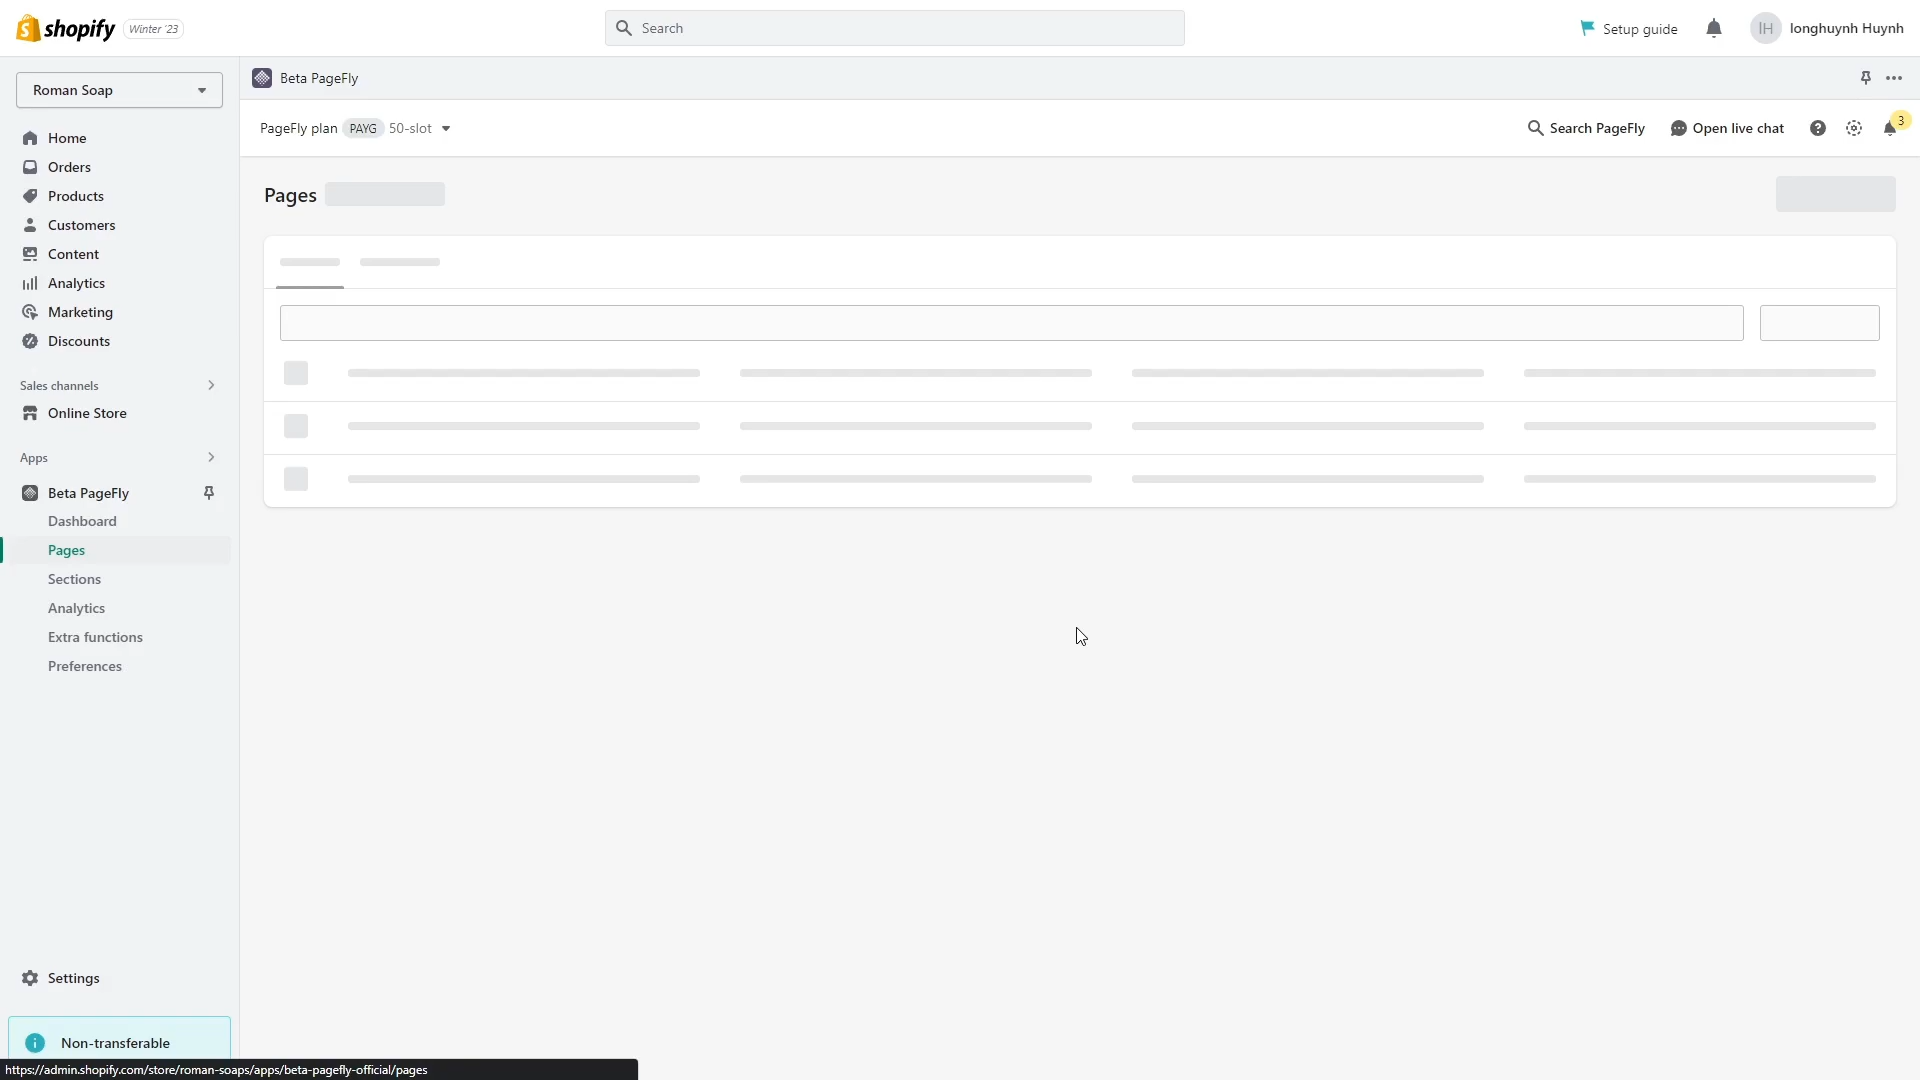 shopify Winter '23
Search
Setup guide
lH longhuynh Huynh
Roman Soap
Beta PageFly
PageFly plan PAYG 50-slot
Search PageFly
Open live chat
3
Home
Orders
Products
Customers
Content
Analytics
Marketing
Discounts
Sales channels
Online Store
Apps
Beta PageFly
Dashboard
Pages
Sections
Analytics
Extra functions
Preferences
Settings
Non-transferable
https://admin.shopify.com/store/roman-soaps/apps/beta-pagefly-official/pages
Pages